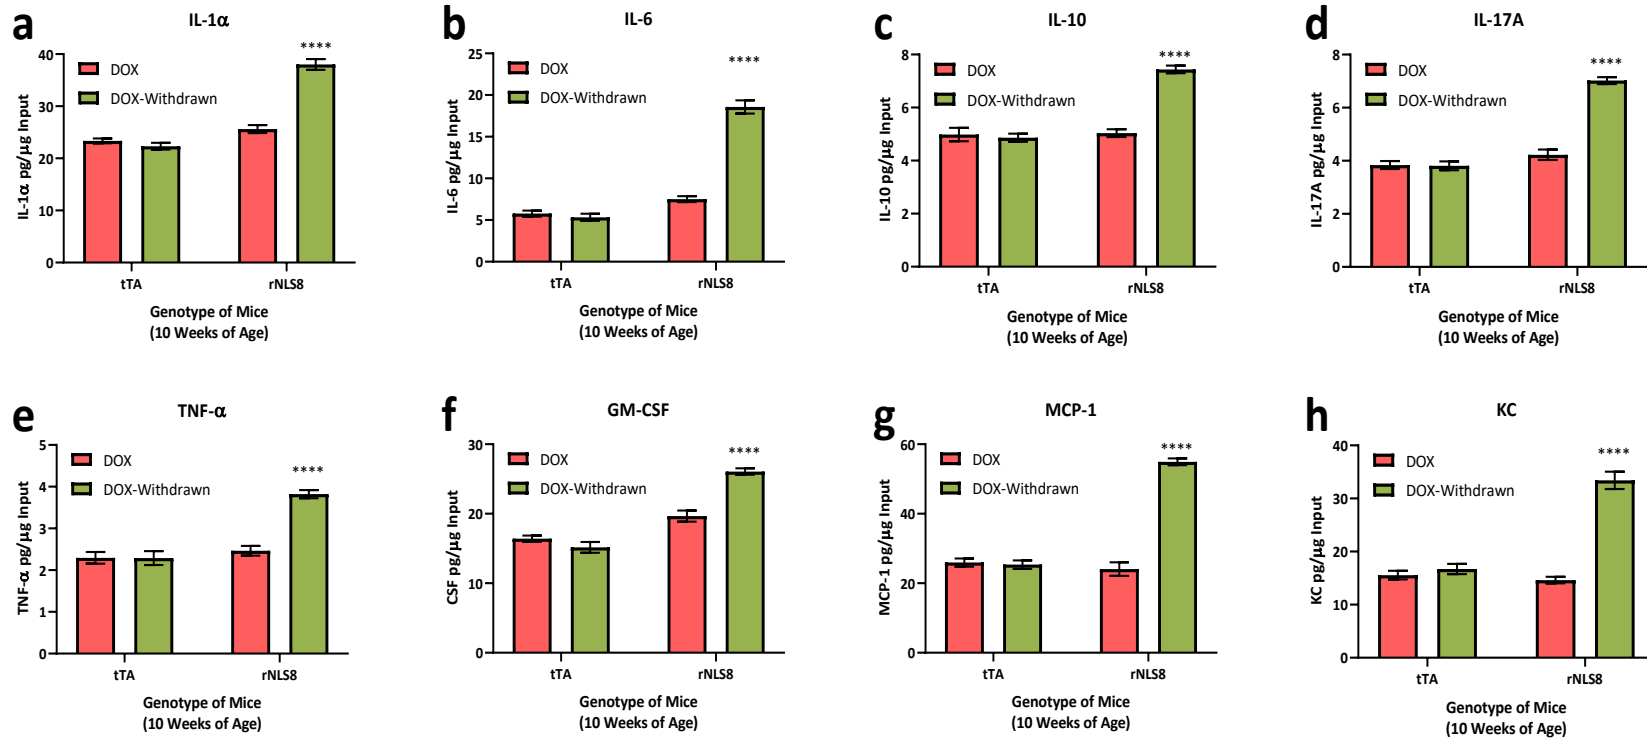 a
IL-1α
40
30
20
10
0
IL-1α pg/µg Input
DOX
DOX-Withdrawn
****
tTA
rNLS8
Genotype of Mice
(10 Weeks of Age)
b
IL-6
25
20
15
10
5
0
IL-6 pg/µg Input
DOX
DOX-Withdrawn
****
tTA
rNLS8
Genotype of Mice
(10 Weeks of Age)
c
IL-10
8
6
4
2
0
IL-10 pg/µg Input
DOX
DOX-Withdrawn
****
tTA
rNLS8
Genotype of Mice
(10 Weeks of Age)
d
IL-17A
8
6
4
2
0
IL-17A pg/µg Input
DOX
DOX-Withdrawn
****
tTA
rNLS8
Genotype of Mice
(10 Weeks of Age)
e
TNF-α
5
4
3
2
1
0
TNF-α pg/µg Input
DOX
DOX-Withdrawn
****
tTA
rNLS8
Genotype of Mice
(10 Weeks of Age)
f
GM-CSF
30
20
10
0
CSF pg/µg Input
DOX
DOX-Withdrawn
****
tTA
rNLS8
Genotype of Mice
(10 Weeks of Age)
g
MCP-1
60
40
20
0
MCP-1 pg/µg Input
DOX
DOX-Withdrawn
****
tTA
rNLS8
Genotype of Mice
(10 Weeks of Age)
h
KC
40
30
20
10
0
KC pg/µg Input
DOX
DOX-Withdrawn
****
tTA
rNLS8
Genotype of Mice
(10 Weeks of Age)